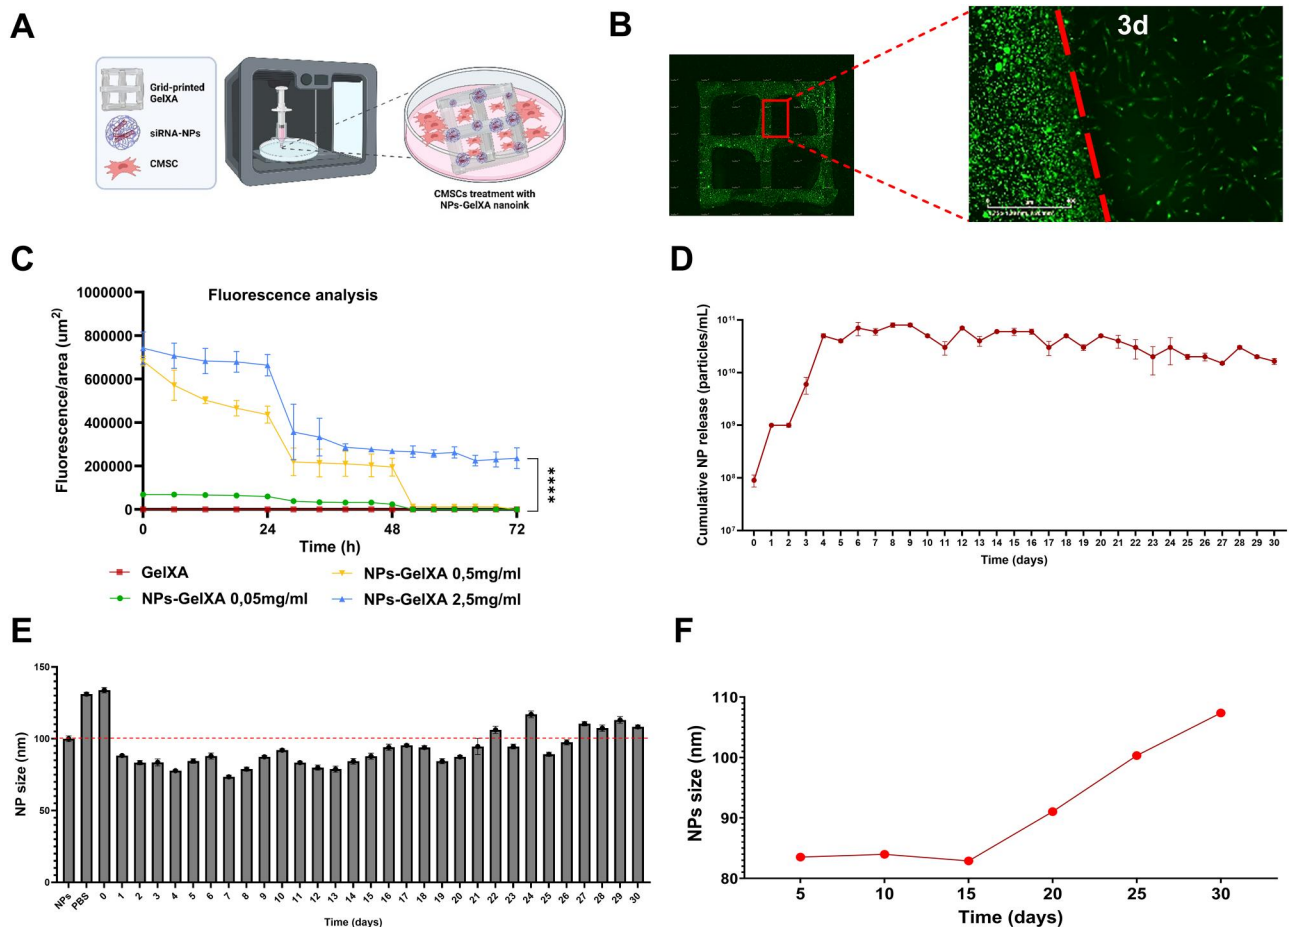 A
Grid-printed
GelXA
siRNA-NPs
CMSC
CMSCs treatment with
NPs-GelXA nanoink
B
3d
C
Fluorescence analysis
Fluorescence/area (um²)
1000000
800000
600000
400000
200000
0
0 24 48 72
Time (h)
****
GelXA
NPs-GelXA 0,5mg/ml
NPs-GelXA 0,05mg/ml
NPs-GelXA 2,5mg/ml
D
Cumulative NP release (particles/mL)
10¹¹
10¹⁰
10⁹
10⁸
10⁷
0 1 2 3 4 5 6 7 8 9 10 11 12 13 14 15 16 17 18 19 20 21 22 23 24 25 26 27 28 29 30
Time (days)
E
NP size (nm)
150
100
50
0
NPs PBS 0 1 2 3 4 5 6 7 8 9 10 11 12 13 14 15 16 17 18 19 20 21 22 23 24 25 26 27 28 29 30
Time (days)
F
NPs size (nm)
110
100
90
80
5 10 15 20 25 30
Time (days)